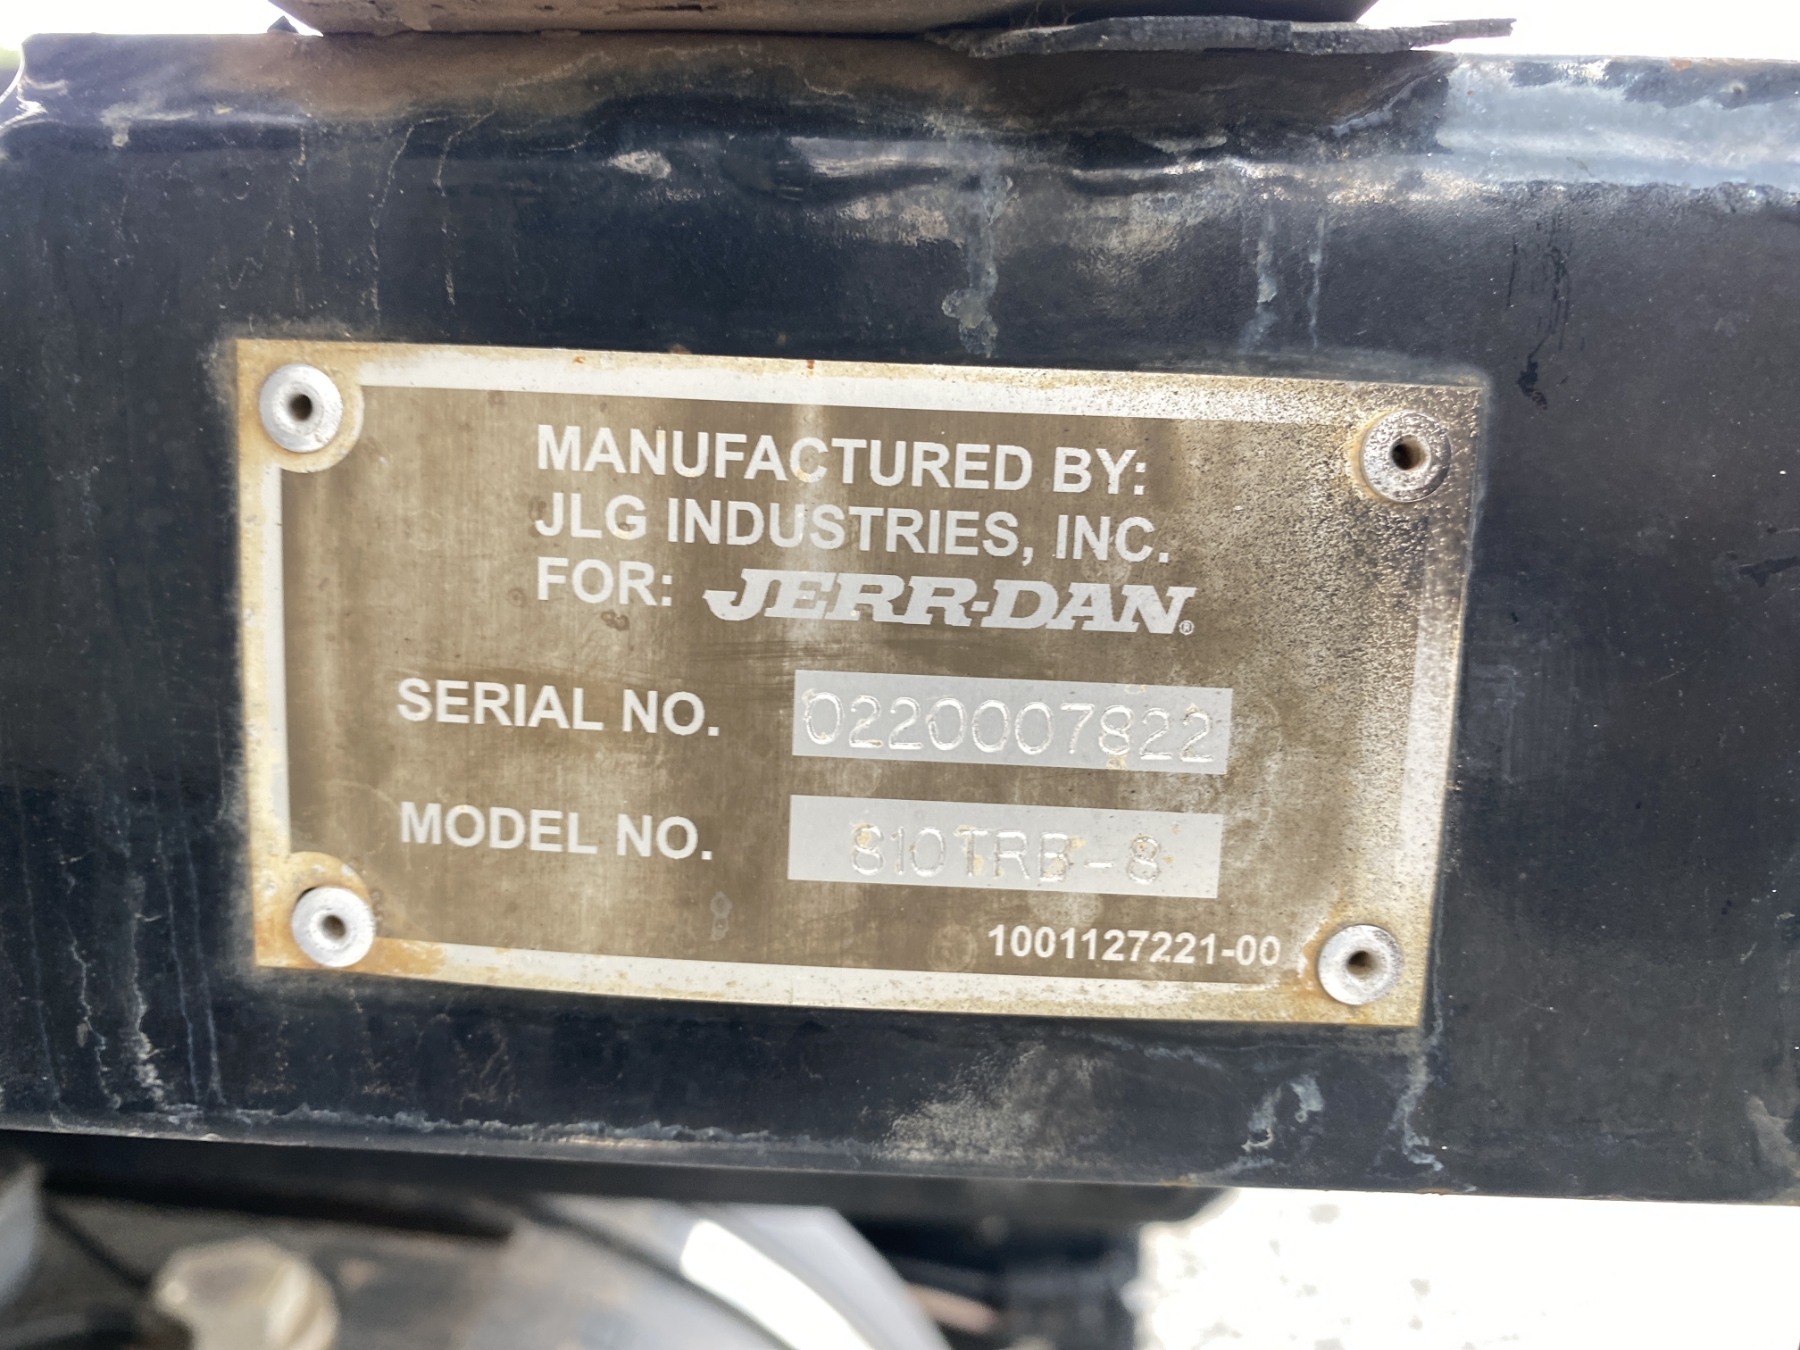 MANUFACTURED BY:
JLG INDUSTRIES, INC.
FOR: JERR-DAN®
SERIAL NO. 0220007822
MODEL NO. 810TRB-8
1001127221-00